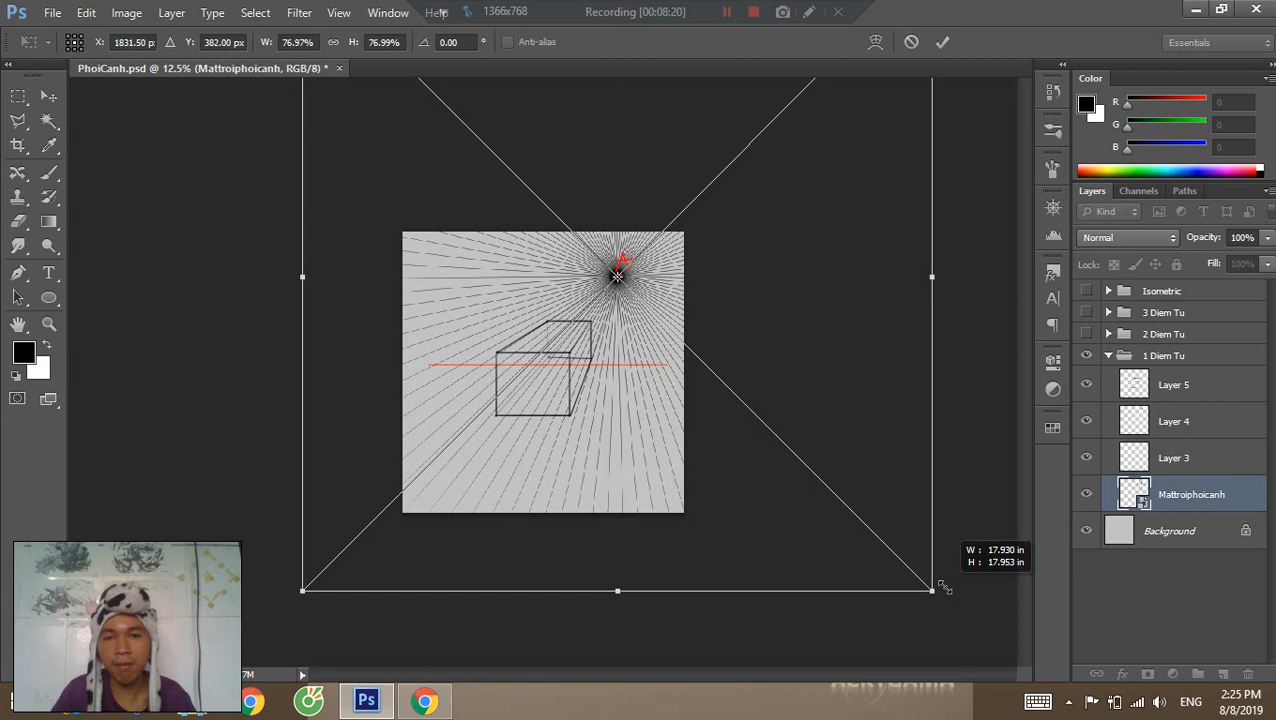 Ps File Edit Image Layer Type Select Filter View Window Help 1366x768 Recording [00:08:20]
X: 1831.50 px Y: 382.00 px W: 76.97% H: 76.99% 0.00 ° Anti-alias Essentials
PhoiCanh.psd @ 12.5% (Mattroiphoicanh, RGB/8) *
Color
R 0
G 0
B 0
Layers Channels Paths
Kind
Normal Opacity: 100%
Lock: Fill: 100%
Isometric
3 Diem Tu
2 Diem Tu
1 Diem Tu
Layer 5
Layer 4
Layer 3
Mattroiphoicanh
Background
A
W : 17.930 in
H : 17.953 in
Ps
ENG
2:25 PM
8/8/2019